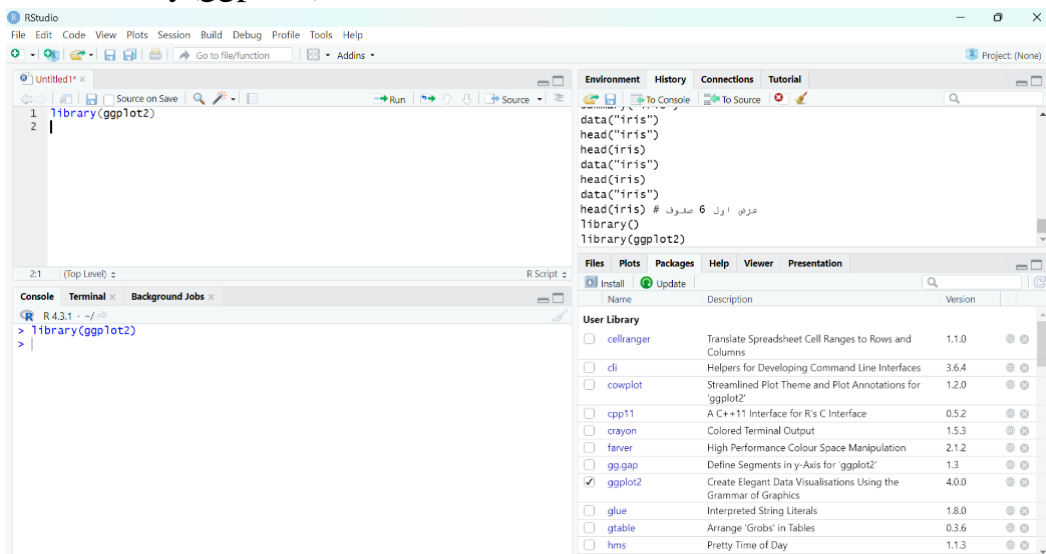 RStudio
File Edit Code View Plots Session Build Debug Profile Tools Help
Go to file/function Addins Project: (None)
Untitled1*
Source on Save Run Source
1 library(ggplot2)
2
2:1 (Top Level) R Script
Console Terminal Background Jobs
R 4.3.1 · ~/
> library(ggplot2)
>
Environment History Connections Tutorial
To Console To Source
data("iris")
head("iris")
head(iris)
data("iris")
head(iris)
data("iris")
head(iris) # عرض اول 6 صفوف
library()
library(ggplot2)
Files Plots Packages Help Viewer Presentation
Install Update
Name Description Version
User Library
cellranger Translate Spreadsheet Cell Ranges to Rows and 1.1.0
Columns
cli Helpers for Developing Command Line Interfaces 3.6.4
cowplot Streamlined Plot Theme and Plot Annotations for 1.2.0
'ggplot2'
cpp11 A C++11 Interface for R's C Interface 0.5.2
crayon Colored Terminal Output 1.5.3
farver High Performance Colour Space Manipulation 2.1.2
gg.gap Define Segments in y-Axis for 'ggplot2' 1.3
ggplot2 Create Elegant Data Visualisations Using the 4.0.0
Grammar of Graphics
glue Interpreted String Literals 1.8.0
gtable Arrange 'Grobs' in Tables 0.3.6
hms Pretty Time of Day 1.1.3